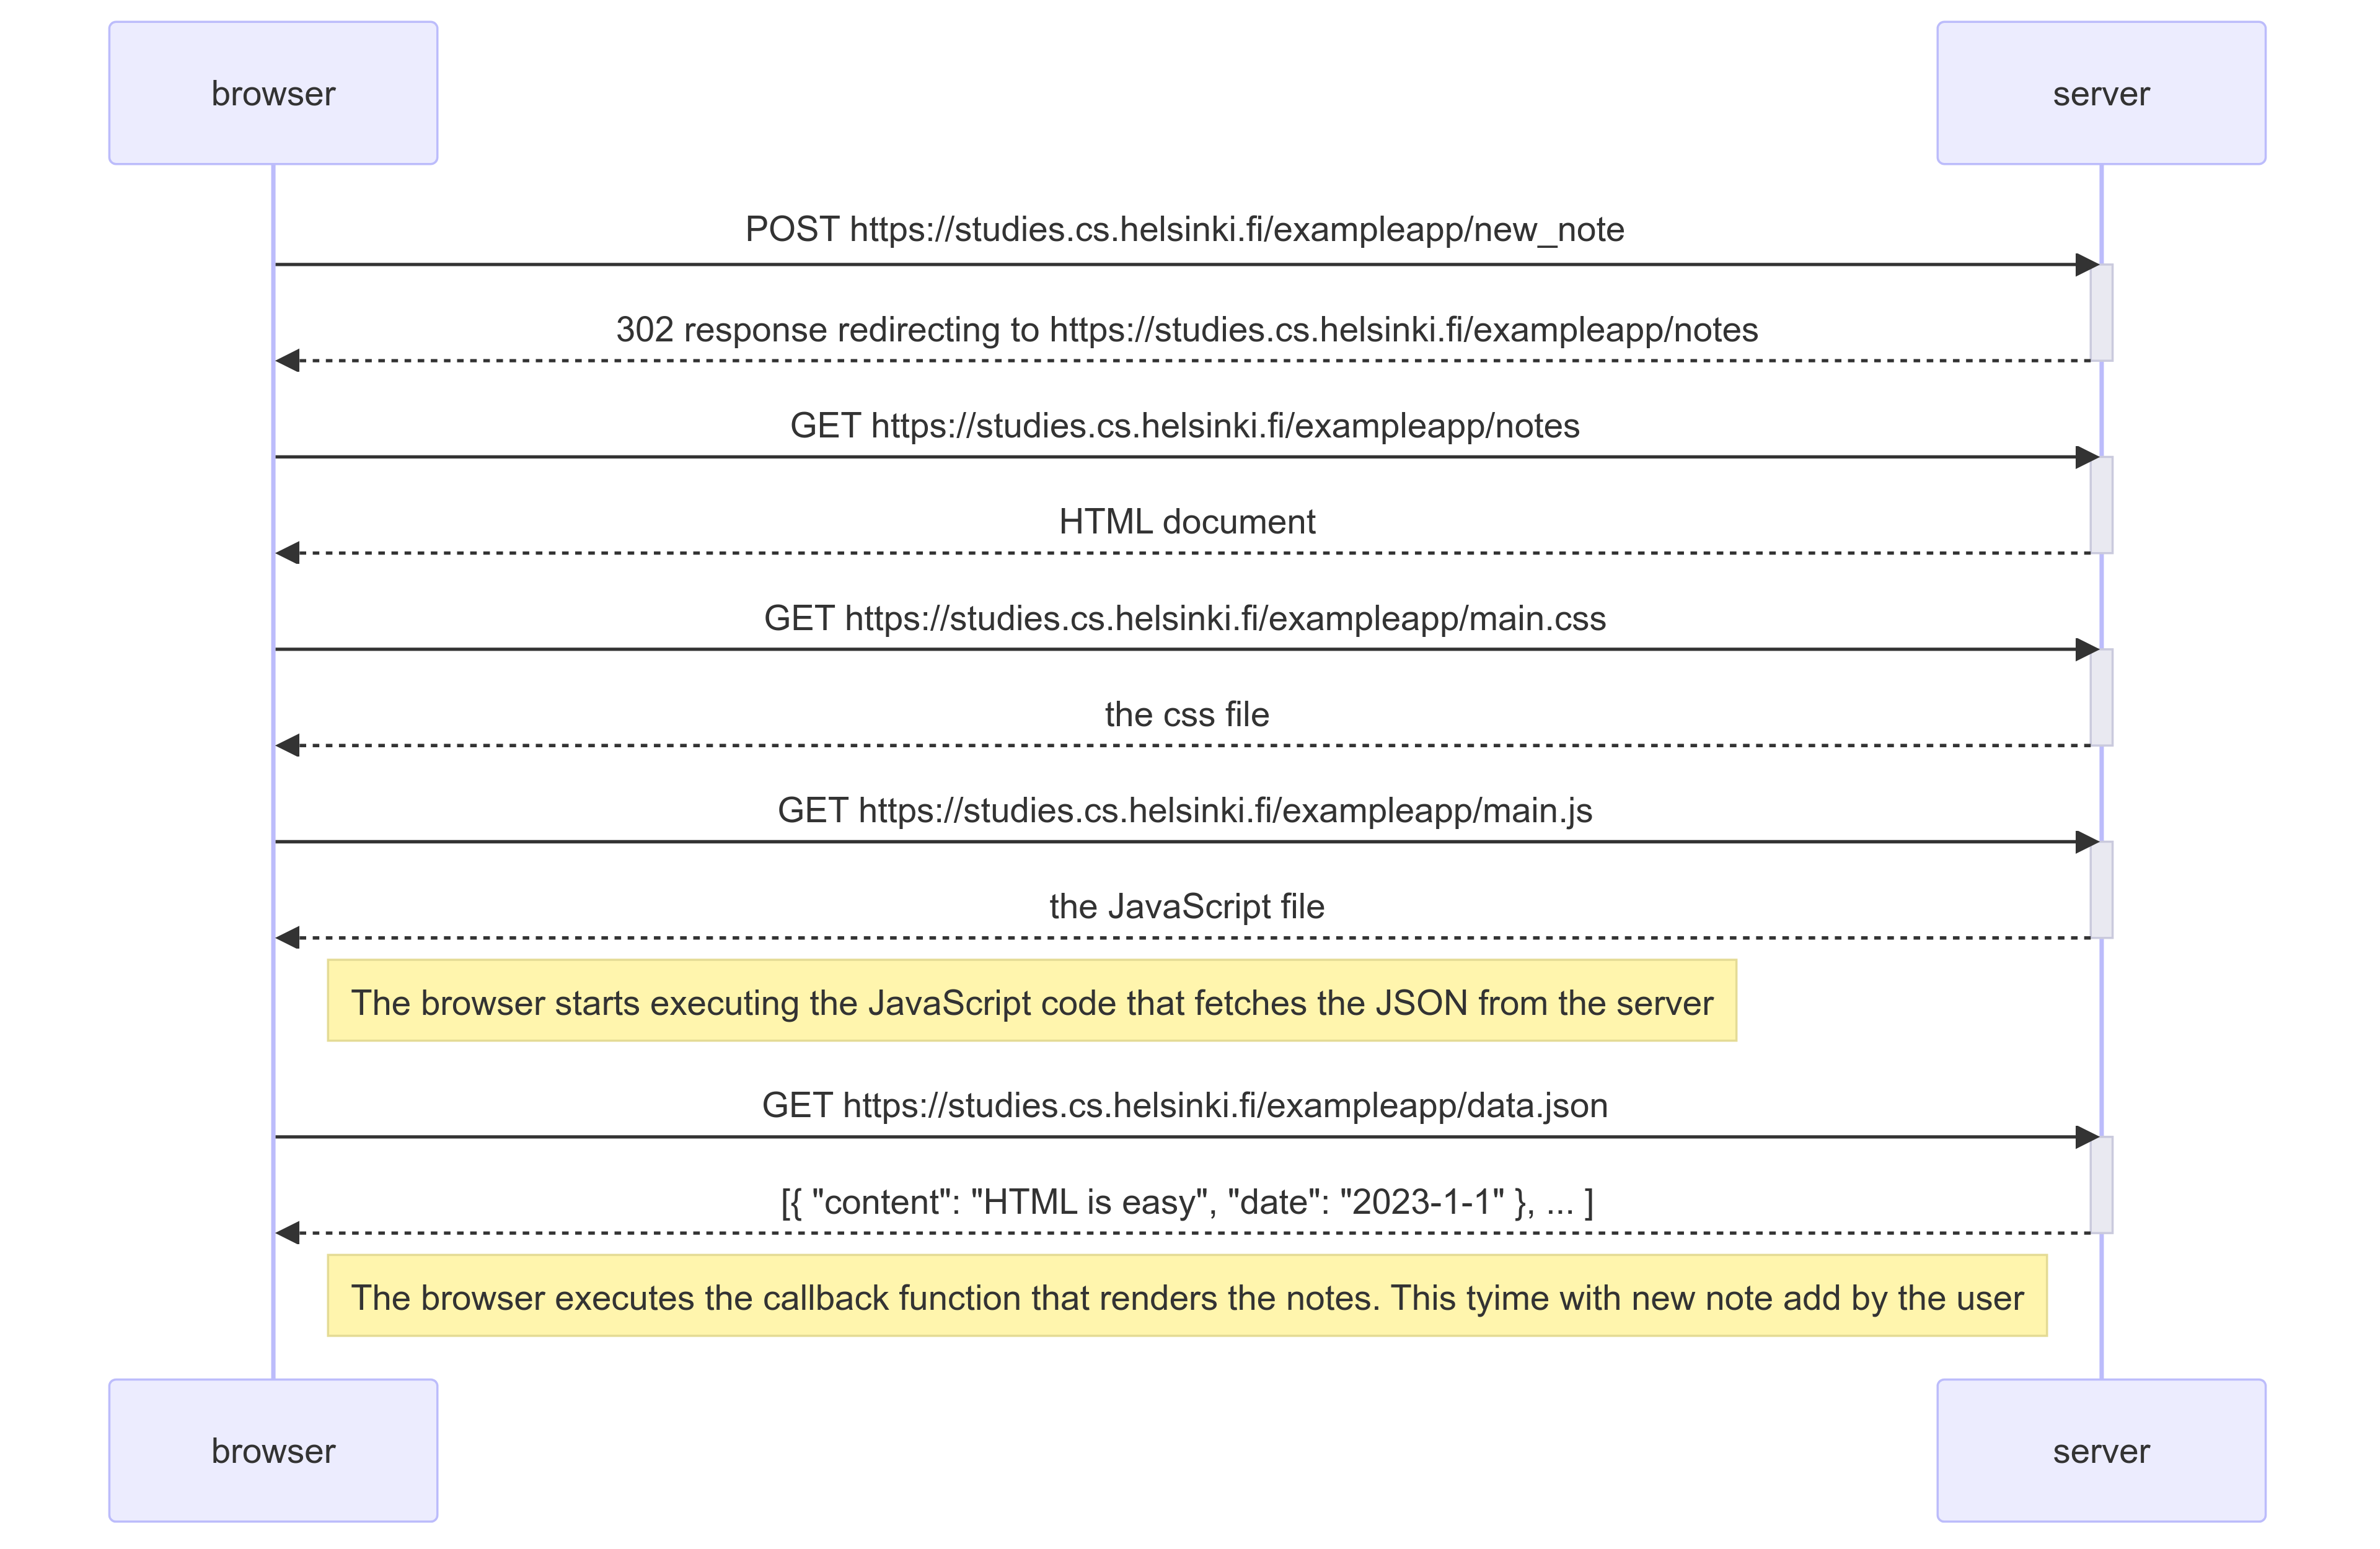 browser
server
POST https://studies.cs.helsinki.fi/exampleapp/new_note
302 response redirecting to https://studies.cs.helsinki.fi/exampleapp/notes
GET https://studies.cs.helsinki.fi/exampleapp/notes
HTML document
GET https://studies.cs.helsinki.fi/exampleapp/main.css
the css file
GET https://studies.cs.helsinki.fi/exampleapp/main.js
the JavaScript file
The browser starts executing the JavaScript code that fetches the JSON from the server
GET https://studies.cs.helsinki.fi/exampleapp/data.json
[{ "content": "HTML is easy", "date": "2023-1-1" }, ... ]
The browser executes the callback function that renders the notes. This tyime with new note add by the user
browser
server